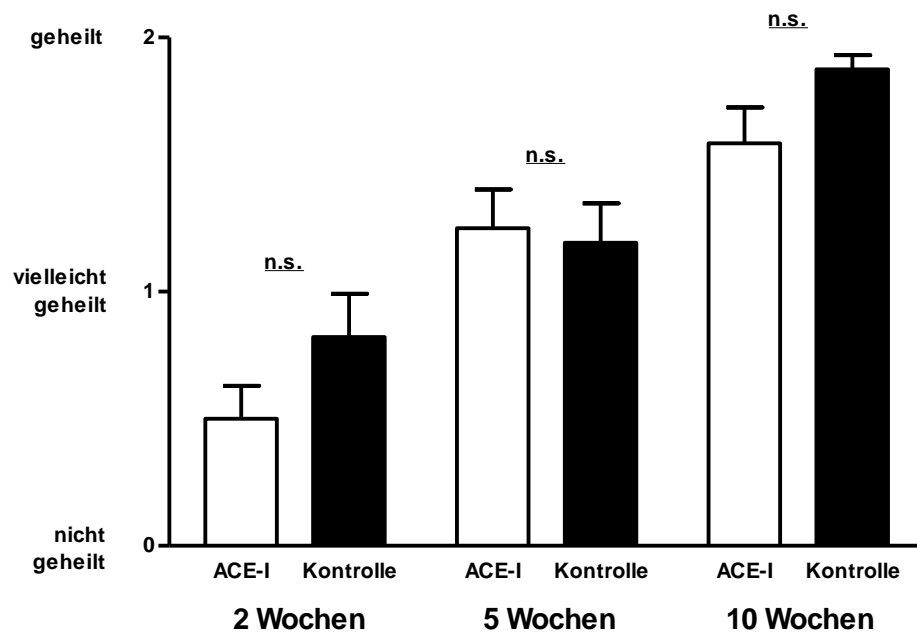 geheilt
2
n.s.
n.s.
vielleicht
geheilt
1
n.s.
nicht
geheilt
0
ACE-I Kontrolle ACE-I Kontrolle ACE-I Kontrolle
2 Wochen 5 Wochen 10 Wochen